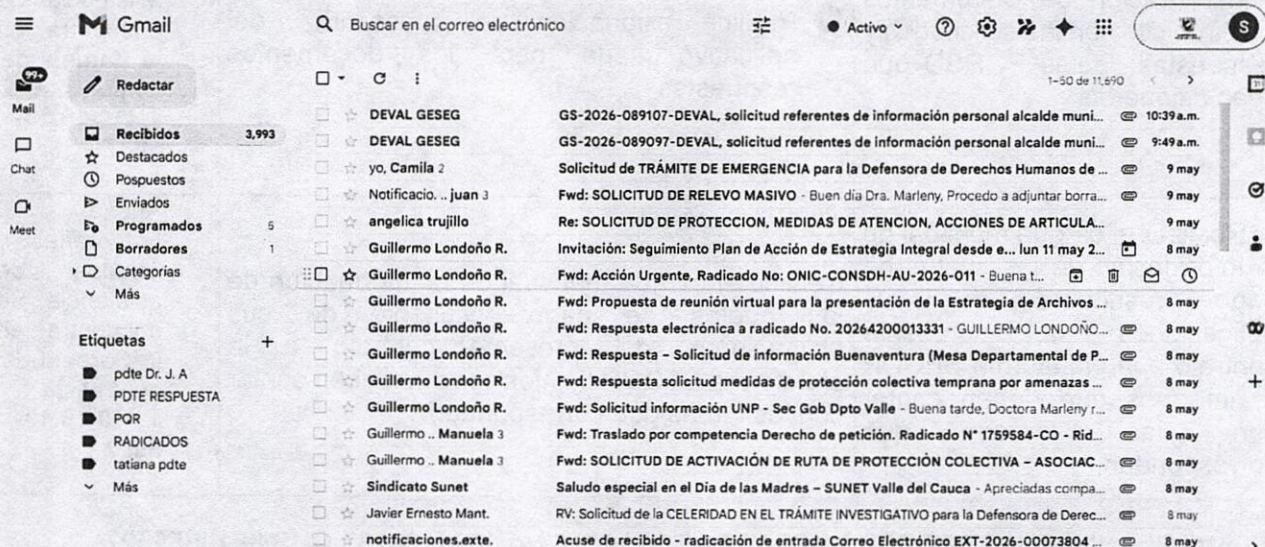 Gmail
Buscar en el correo electrónico
Activo
S
99+
Mail
Chat
Meet
Redactar
1–50 de 11,690
Recibidos 3,993
Destacados
Pospuestos
Enviados
Programados 5
Borradores 1
Categorías
Más
Etiquetas +
pdte Dr. J. A
PDTE RESPUESTA
PQR
RADICADOS
tatiana pdte
Más
DEVAL GESEG GS-2026-089107-DEVAL, solicitud referentes de información personal alcalde muni... 10:39 a.m.
DEVAL GESEG GS-2026-089097-DEVAL, solicitud referentes de información personal alcalde muni... 9:49 a.m.
yo, Camila 2 Solicitud de TRÁMITE DE EMERGENCIA para la Defensora de Derechos Humanos de ... 9 may
Notificacio. .. juan 3 Fwd: SOLICITUD DE RELEVO MASIVO - Buen día Dra. Marleny, Procedo a adjuntar borra... 9 may
angelica trujillo Re: SOLICITUD DE PROTECCION, MEDIDAS DE ATENCION, ACCIONES DE ARTICULA... 9 may
Guillermo Londoño R. Invitación: Seguimiento Plan de Acción de Estrategia Integral desde e... lun 11 may 2... 8 may
Guillermo Londoño R. Fwd: Acción Urgente, Radicado No: ONIC-CONSDH-AU-2026-011 - Buena t...
Guillermo Londoño R. Fwd: Propuesta de reunión virtual para la presentación de la Estrategia de Archivos ... 8 may
Guillermo Londoño R. Fwd: Respuesta electrónica a radicado No. 20264200013331 - GUILLERMO LONDOÑO... 8 may
Guillermo Londoño R. Fwd: Respuesta – Solicitud de información Buenaventura (Mesa Departamental de P... 8 may
Guillermo Londoño R. Fwd: Respuesta solicitud medidas de protección colectiva temprana por amenazas ... 8 may
Guillermo Londoño R. Fwd: Solicitud información UNP - Sec Gob Dpto Valle - Buena tarde, Doctora Marleny r... 8 may
Guillermo .. Manuela 3 Fwd: Traslado por competencia Derecho de petición. Radicado N° 1759584-CO - Rid... 8 may
Guillermo .. Manuela 3 Fwd: SOLICITUD DE ACTIVACIÓN DE RUTA DE PROTECCIÓN COLECTIVA – ASOCIAC... 8 may
Sindicato Sunet Saludo especial en el Día de las Madres – SUNET Valle del Cauca - Apreciadas compa... 8 may
Javier Ernesto Mant. RV: Solicitud de la CELERIDAD EN EL TRÁMITE INVESTIGATIVO para la Defensora de Derec... 8 may
notificaciones.exte. Acuse de recibido - radicación de entrada Correo Electrónico EXT-2026-00073804 ... 8 may